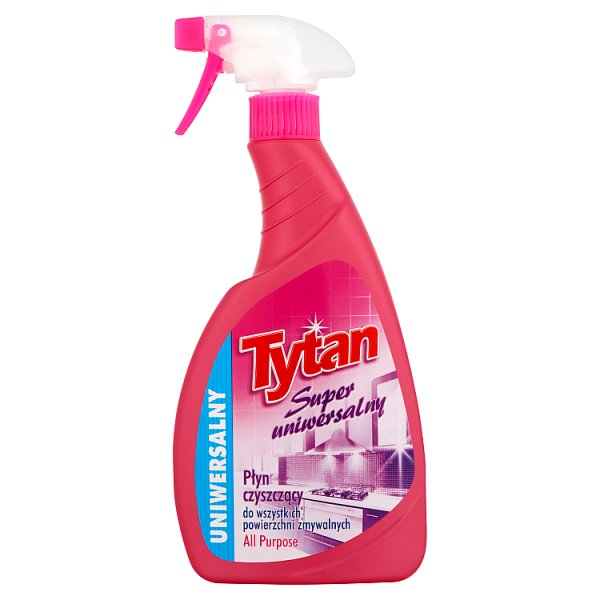 Tytan
Super
uniwersalny
UNIWERSALNY
Płyn
czyszczący
do wszystkich
powierzchni zmywalnych
All Purpose